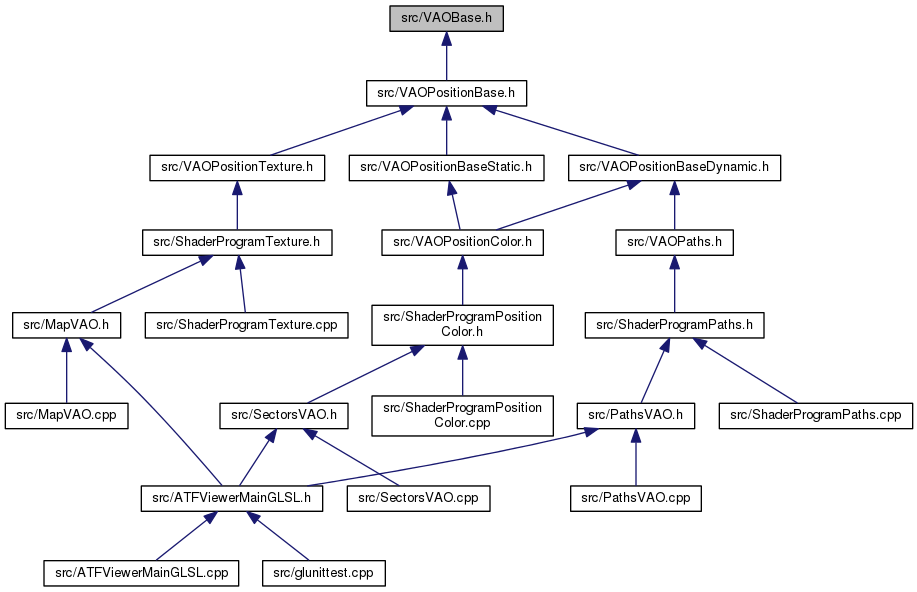 src/VAOBase.h
src/VAOPositionBase.h
src/VAOPositionTexture.h
src/VAOPositionBaseStatic.h
src/VAOPositionBaseDynamic.h
src/ShaderProgramTexture.h
src/VAOPositionColor.h
src/VAOPaths.h
src/MapVAO.h
src/ShaderProgramTexture.cpp
src/ShaderProgramPosition
Color.h
src/ShaderProgramPaths.h
src/MapVAO.cpp
src/SectorsVAO.h
src/ShaderProgramPosition
Color.cpp
src/PathsVAO.h
src/ShaderProgramPaths.cpp
src/ATFViewerMainGLSL.h
src/SectorsVAO.cpp
src/PathsVAO.cpp
src/ATFViewerMainGLSL.cpp
src/glunittest.cpp